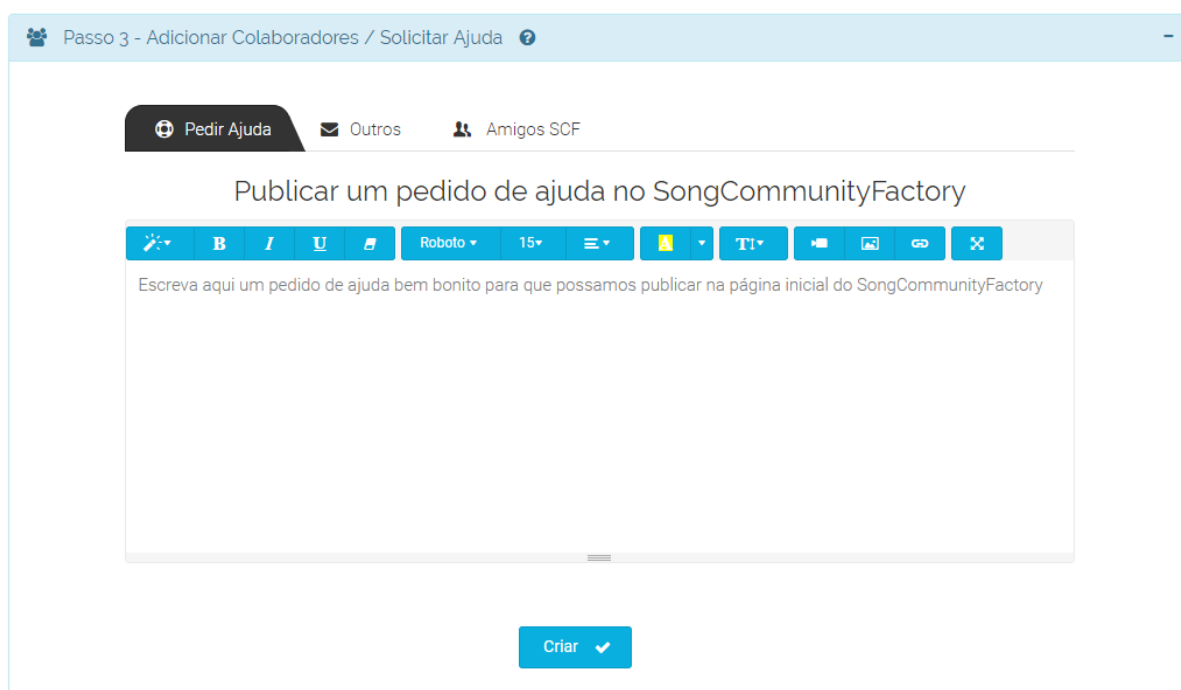 Passo 3 - Adicionar Colaboradores / Solicitar Ajuda ?
Pedir Ajuda Outros Amigos SCF
Publicar um pedido de ajuda no SongCommunityFactory
B I U Roboto 15 A TI
Escreva aqui um pedido de ajuda bem bonito para que possamos publicar na página inicial do SongCommunityFactory
Criar